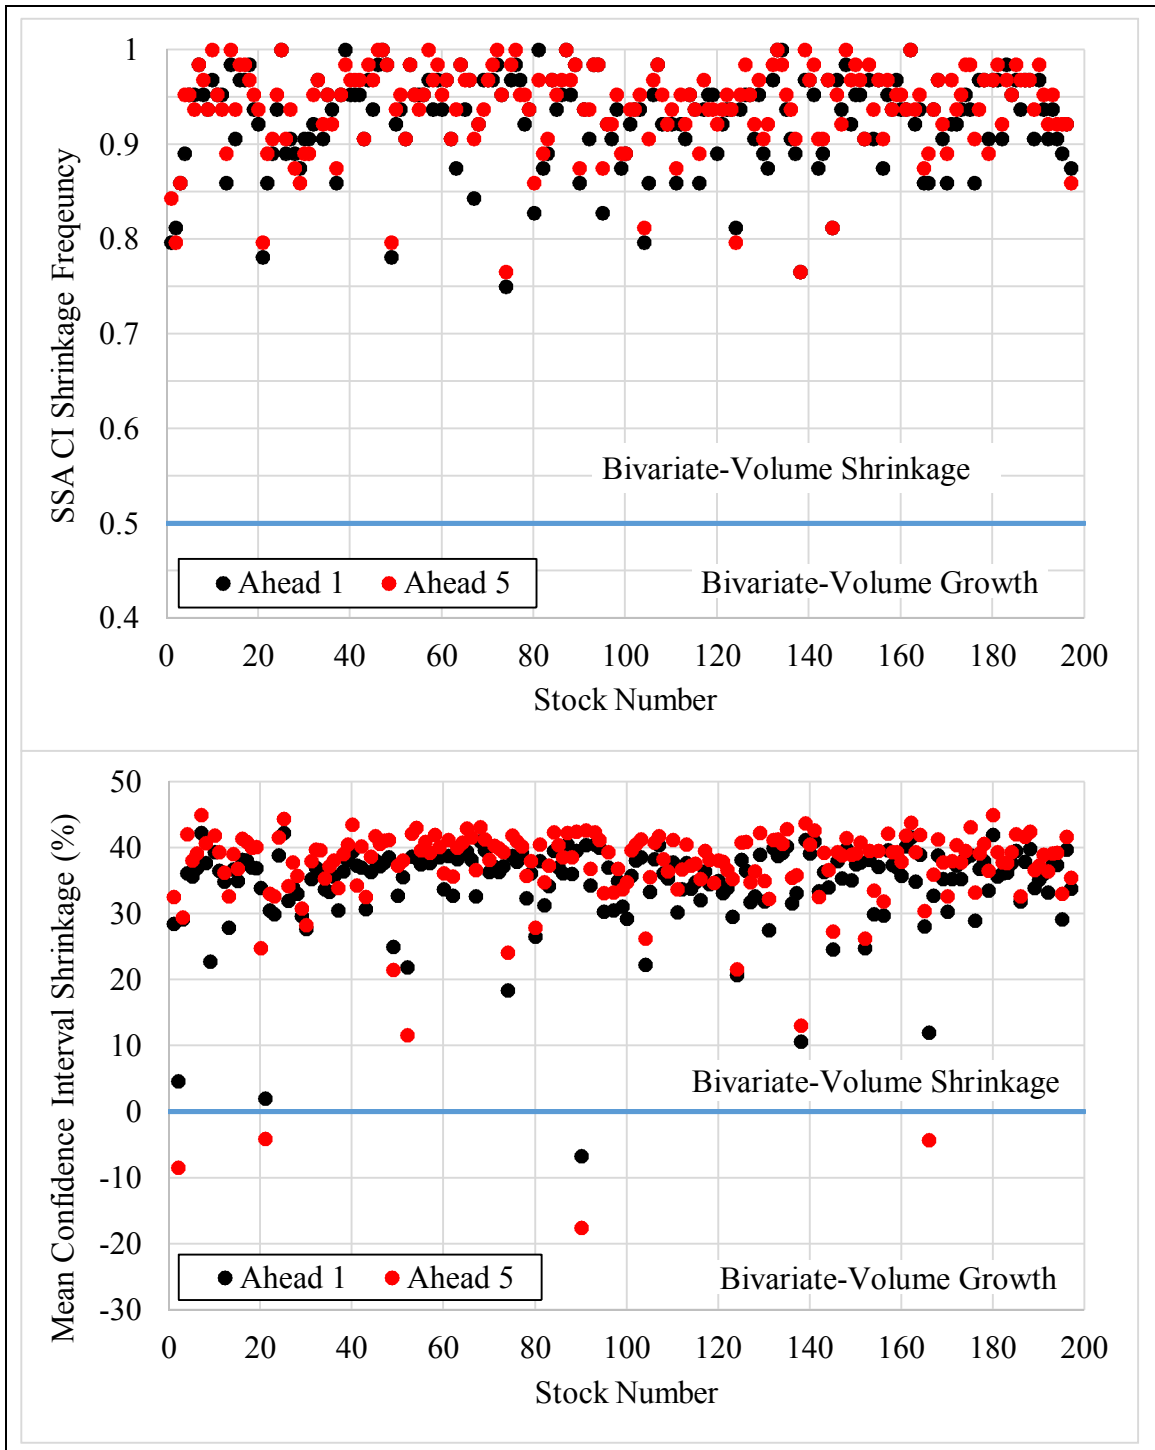 1
0.9
0.8
0.7
0.6
0.5
0.4
SSA CI Shrinkage Freqeuncy
Bivariate-Volume Shrinkage
Bivariate-Volume Growth
Ahead 1 Ahead 5
0 20 40 60 80 100 120 140 160 180 200
Stock Number
50
40
30
20
10
0
-10
-20
-30
Mean Confidence Interval Shrinkage (%)
Bivariate-Volume Shrinkage
Bivariate-Volume Growth
Ahead 1 Ahead 5
0 20 40 60 80 100 120 140 160 180 200
Stock Number